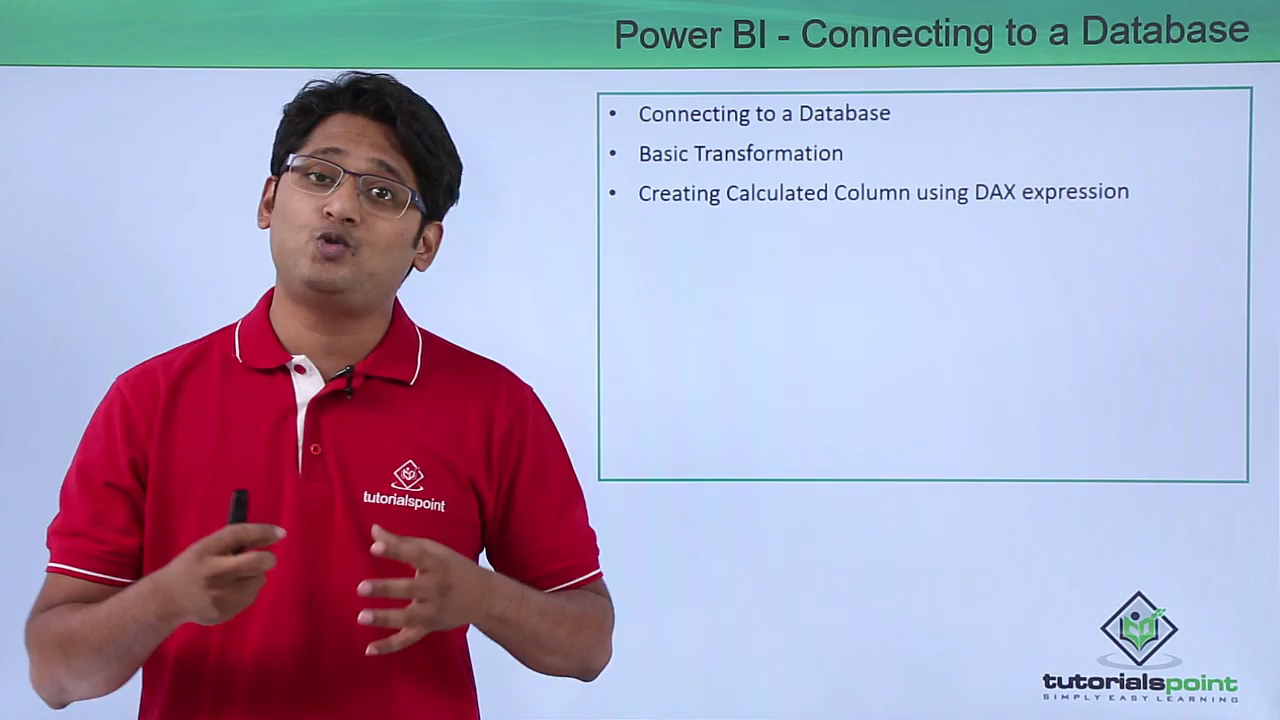 Power BI - Connecting to a Database
• Connecting to a Database
• Basic Transformation
• Creating Calculated Column using DAX expression
tutorialspoint
tutorialspoint
SIMPLY EASY LEARNING